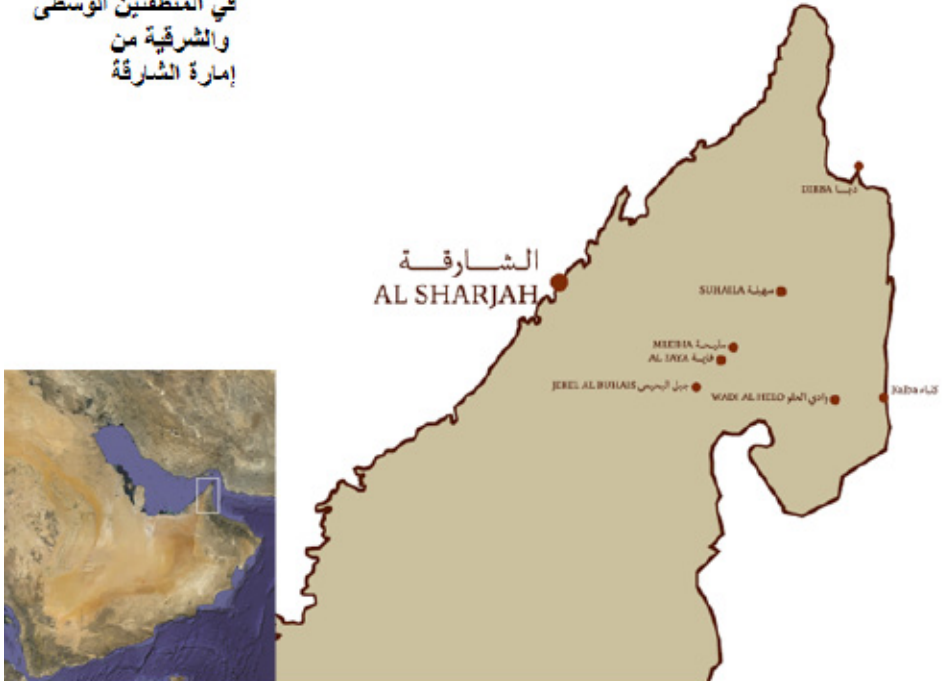 في المنطقتين الوسطى
والشرقية من
إمارة الشارقة
DIBBA دبـا
الشـــارقـــة
AL SHARJAH
SUHAILA سهيلة
MLEIHA مليحة
AL FAYA فاية
JEBEL AL BUHAIS جبل البحيص
WADI AL HELO وادي الحلو
Kalba كلباء